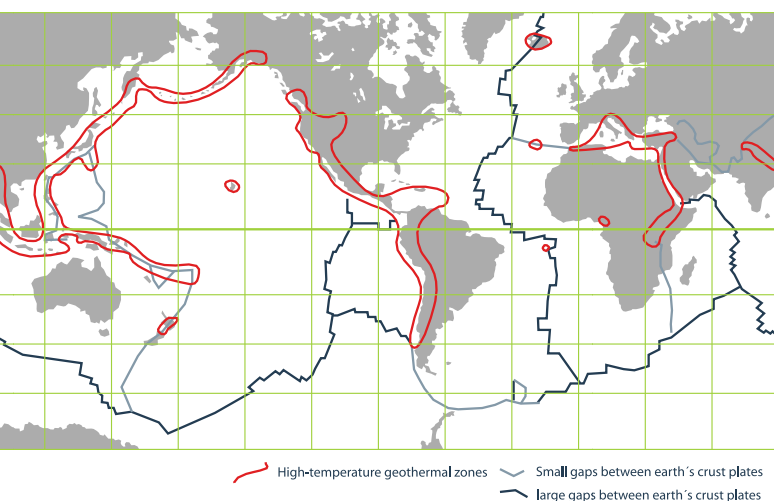 High-temperature geothermal zones
Small gaps between earth´s crust plates
large gaps between earth´s crust plates